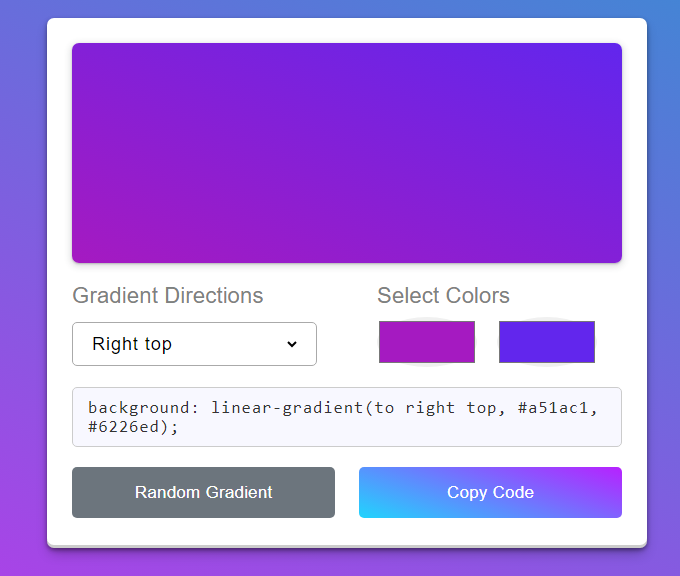 Gradient Directions
Select Colors
Right top
background: linear-gradient(to right top, #a51ac1,
#6226ed);
Random Gradient
Copy Code